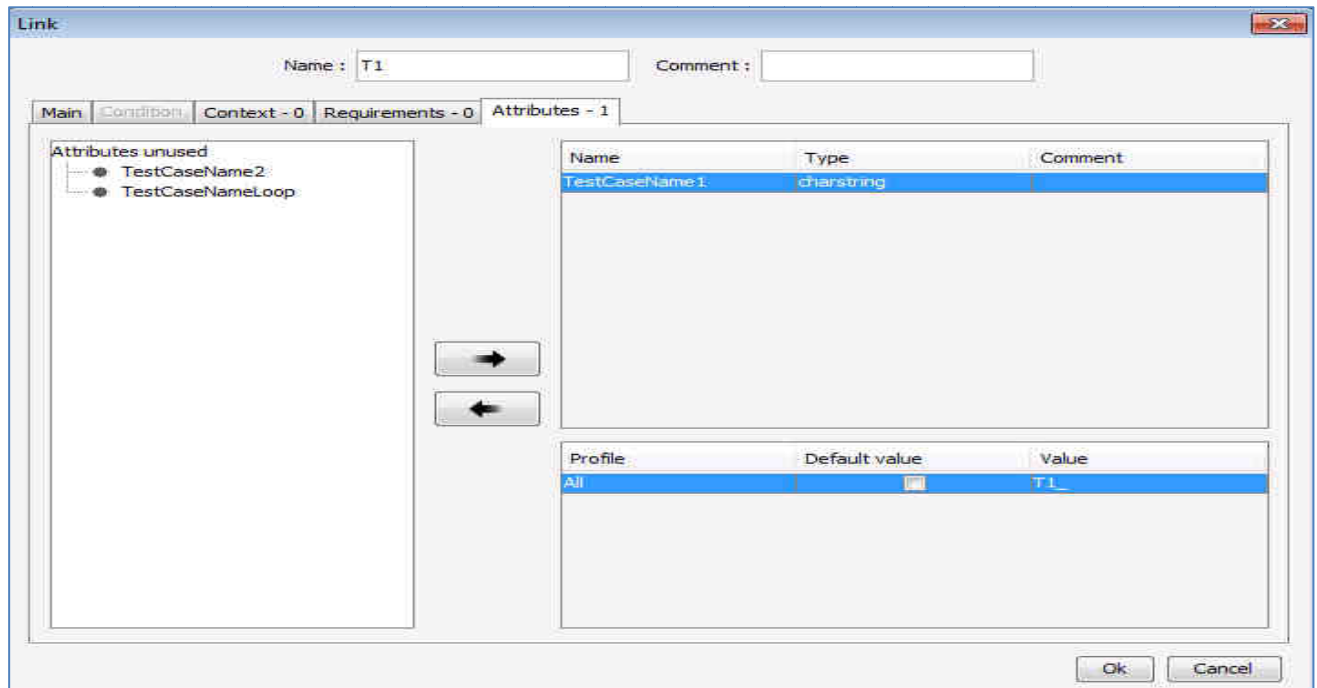 Link
Name : T1 Comment :
Main Condition Context - 0 Requirements - 0 Attributes - 1
Attributes unused
TestCaseName2
TestCaseNameLoop
Name Type Comment
TestCaseName1 charstring
Profile Default value Value
All T1_
Ok Cancel